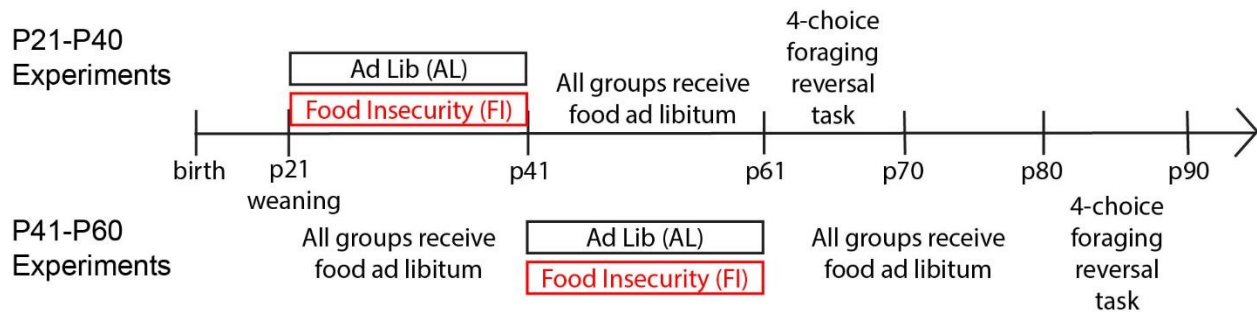 P21-P40
Experiments
Ad Lib (AL)
Food Insecurity (FI)
All groups receive
food ad libitum
4-choice
foraging
reversal
task
birth
p21
weaning
p41
p61
p70
p80
p90
P41-P60
Experiments
All groups receive
food ad libitum
Ad Lib (AL)
Food Insecurity (FI)
All groups receive
food ad libitum
4-choice
foraging
reversal
task